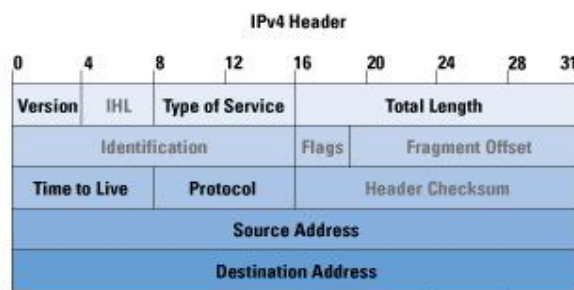 IPv4 Header
0 4 8 12 16 20 24 28 31
Version IHL Type of Service Total Length
Identification Flags Fragment Offset
Time to Live Protocol Header Checksum
Source Address
Destination Address